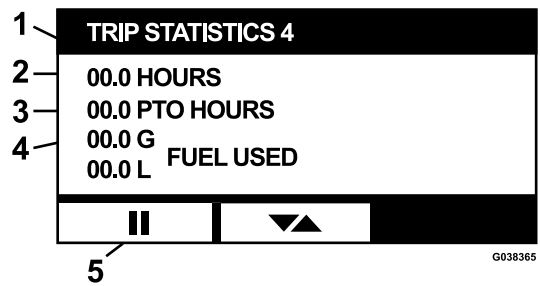 1
TRIP STATISTICS 4
2
00.0 HOURS
3
00.0 PTO HOURS
4
00.0 G
00.0 L
FUEL USED
5
G038365